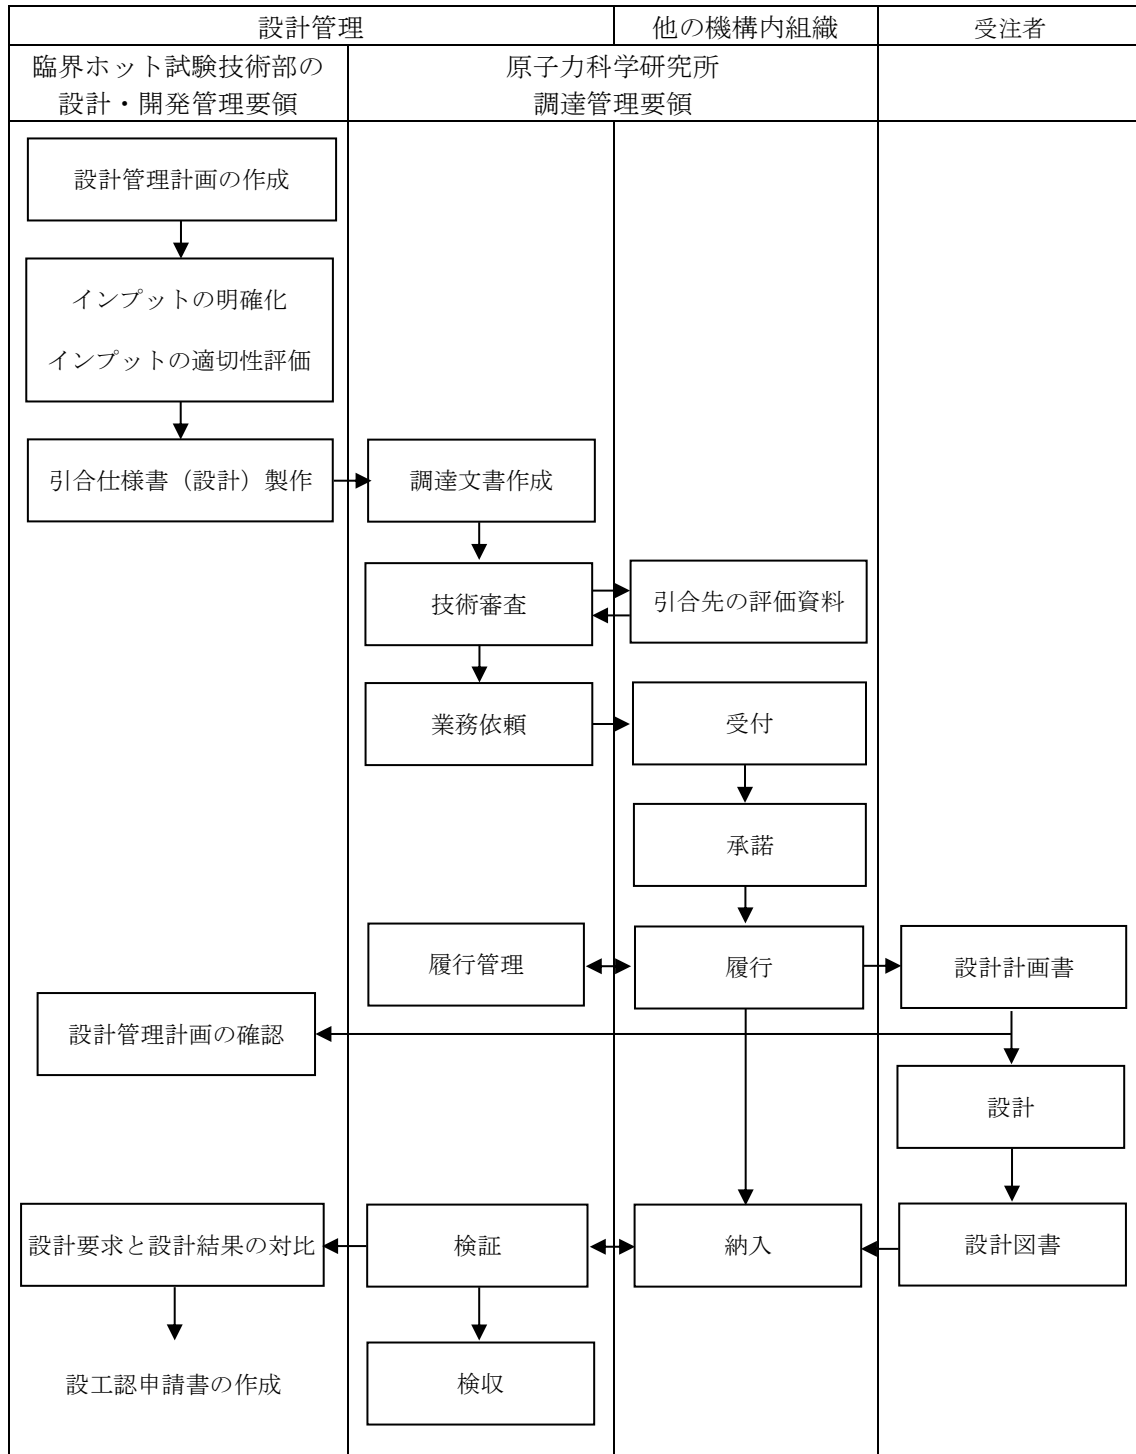 設計管理
他の機構内組織
受注者
臨界ホット試験技術部の
設計・開発管理要領
原子力科学研究所
調達管理要領
設計管理計画の作成
インプットの明確化
インプットの適切性評価
引合仕様書（設計）製作
調達文書作成
技術審査
引合先の評価資料
業務依頼
受付
承諾
履行管理
履行
設計計画書
設計管理計画の確認
設計
設計要求と設計結果の対比
検証
納入
設計図書
設工認申請書の作成
検収